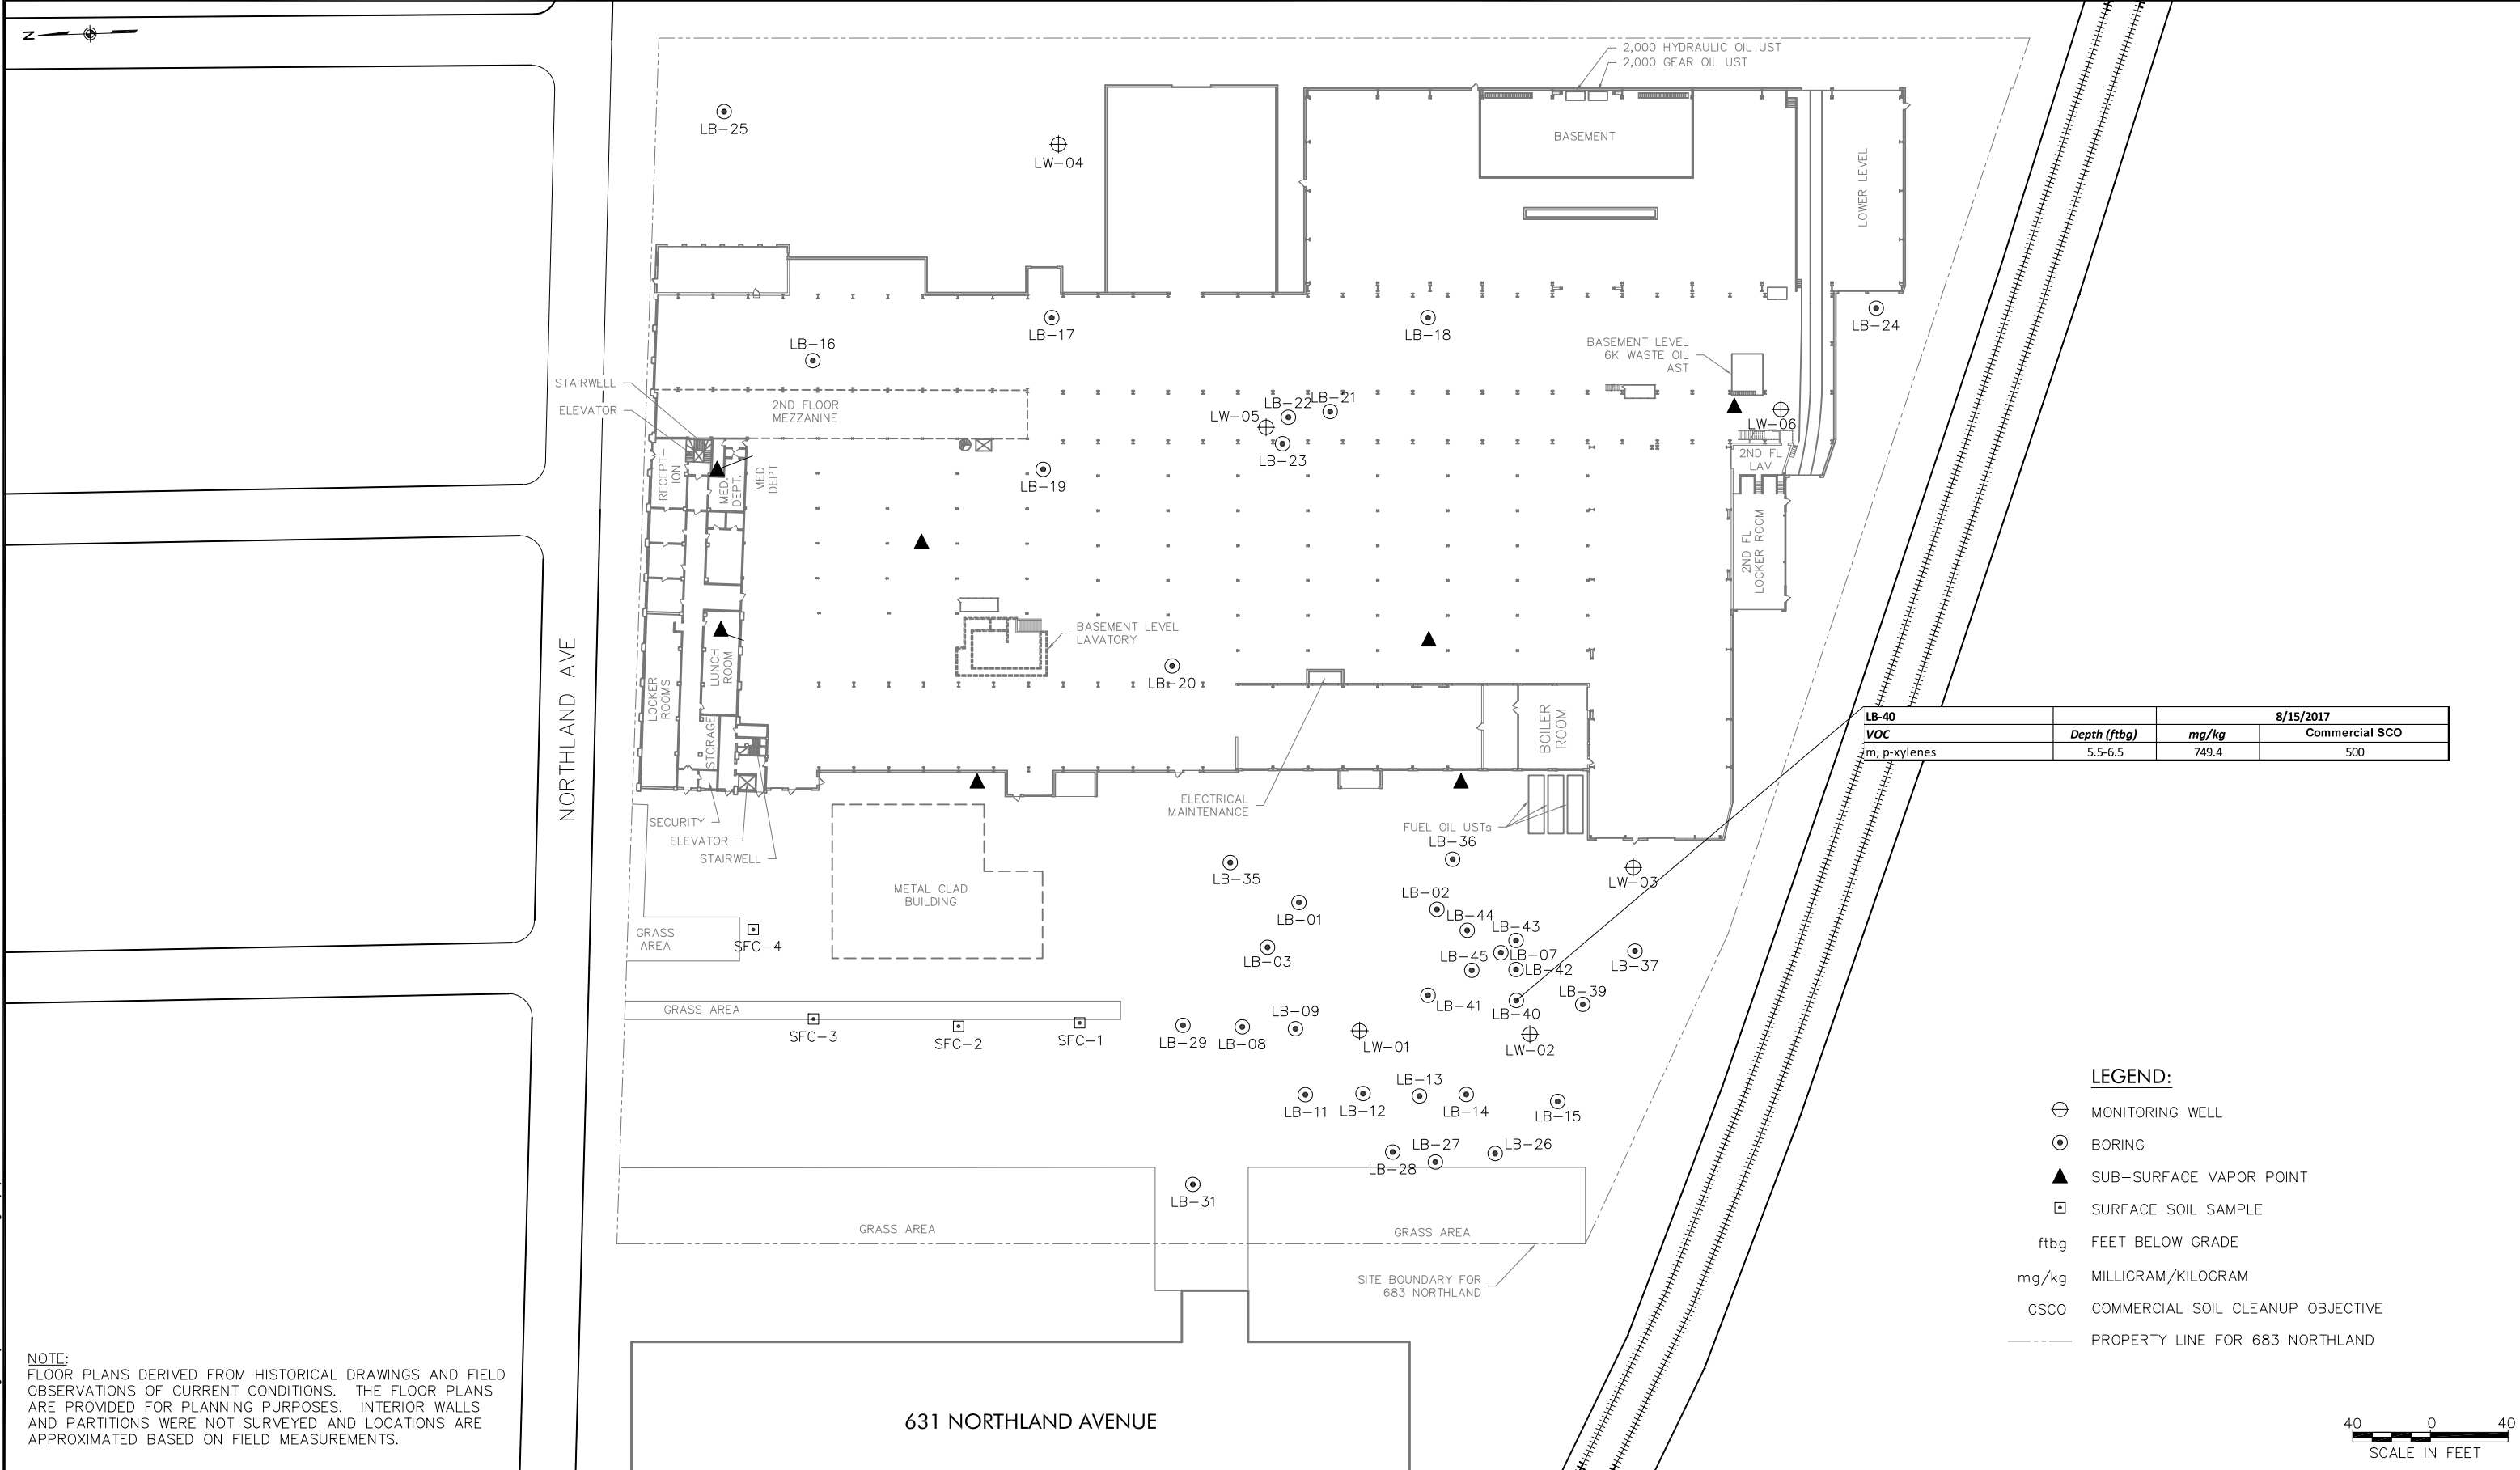 N
2,000 HYDRAULIC OIL UST
2,000 GEAR OIL UST
LB-25
LW-04
BASEMENT
LOWER LEVEL
LB-17
LB-18
LB-24
LB-16
BASEMENT LEVEL
6K WASTE OIL
AST
STAIRWELL
ELEVATOR
2ND FLOOR
MEZZANINE
LB-22
LB-21
LW-05
LW-06
LB-23
2ND FL
LAV
RECEPT-
ION
MED.
DEPT.
MED
DEPT
LB-19
2ND FL
LOCKER ROOM
BASEMENT LEVEL
LAVATORY
LUNCH
ROOM
LOCKER
ROOMS
STORAGE
LB-20
BOILER
ROOM
NORTHLAND AVE
LB-40 8/15/2017
VOC Depth (ftbg) mg/kg Commercial SCO
m, p-xylenes 5.5-6.5 749.4 500
ELECTRICAL
MAINTENANCE
SECURITY
ELEVATOR
STAIRWELL
FUEL OIL USTs
LB-36
LB-35
LW-03
METAL CLAD
BUILDING
LB-02
LB-01
LB-44
LB-43
GRASS
AREA
SFC-4
LB-03
LB-45
LB-07
LB-42
LB-37
LB-41
LB-39
LB-40
GRASS AREA
SFC-3
SFC-2
SFC-1
LB-29
LB-08
LB-09
LW-01
LW-02
LB-13
LB-11
LB-12
LB-14
LB-15
LB-27
LB-26
LB-28
LB-31
GRASS AREA
GRASS AREA
SITE BOUNDARY FOR
683 NORTHLAND
LEGEND:
MONITORING WELL
BORING
SUB-SURFACE VAPOR POINT
SURFACE SOIL SAMPLE
ftbg FEET BELOW GRADE
mg/kg MILLIGRAM/KILOGRAM
CSCO COMMERCIAL SOIL CLEANUP OBJECTIVE
PROPERTY LINE FOR 683 NORTHLAND
NOTE:
FLOOR PLANS DERIVED FROM HISTORICAL DRAWINGS AND FIELD
OBSERVATIONS OF CURRENT CONDITIONS. THE FLOOR PLANS
ARE PROVIDED FOR PLANNING PURPOSES. INTERIOR WALLS
AND PARTITIONS WERE NOT SURVEYED AND LOCATIONS ARE
APPROXIMATED BASED ON FIELD MEASUREMENTS.
631 NORTHLAND AVENUE
40 0 40
SCALE IN FEET